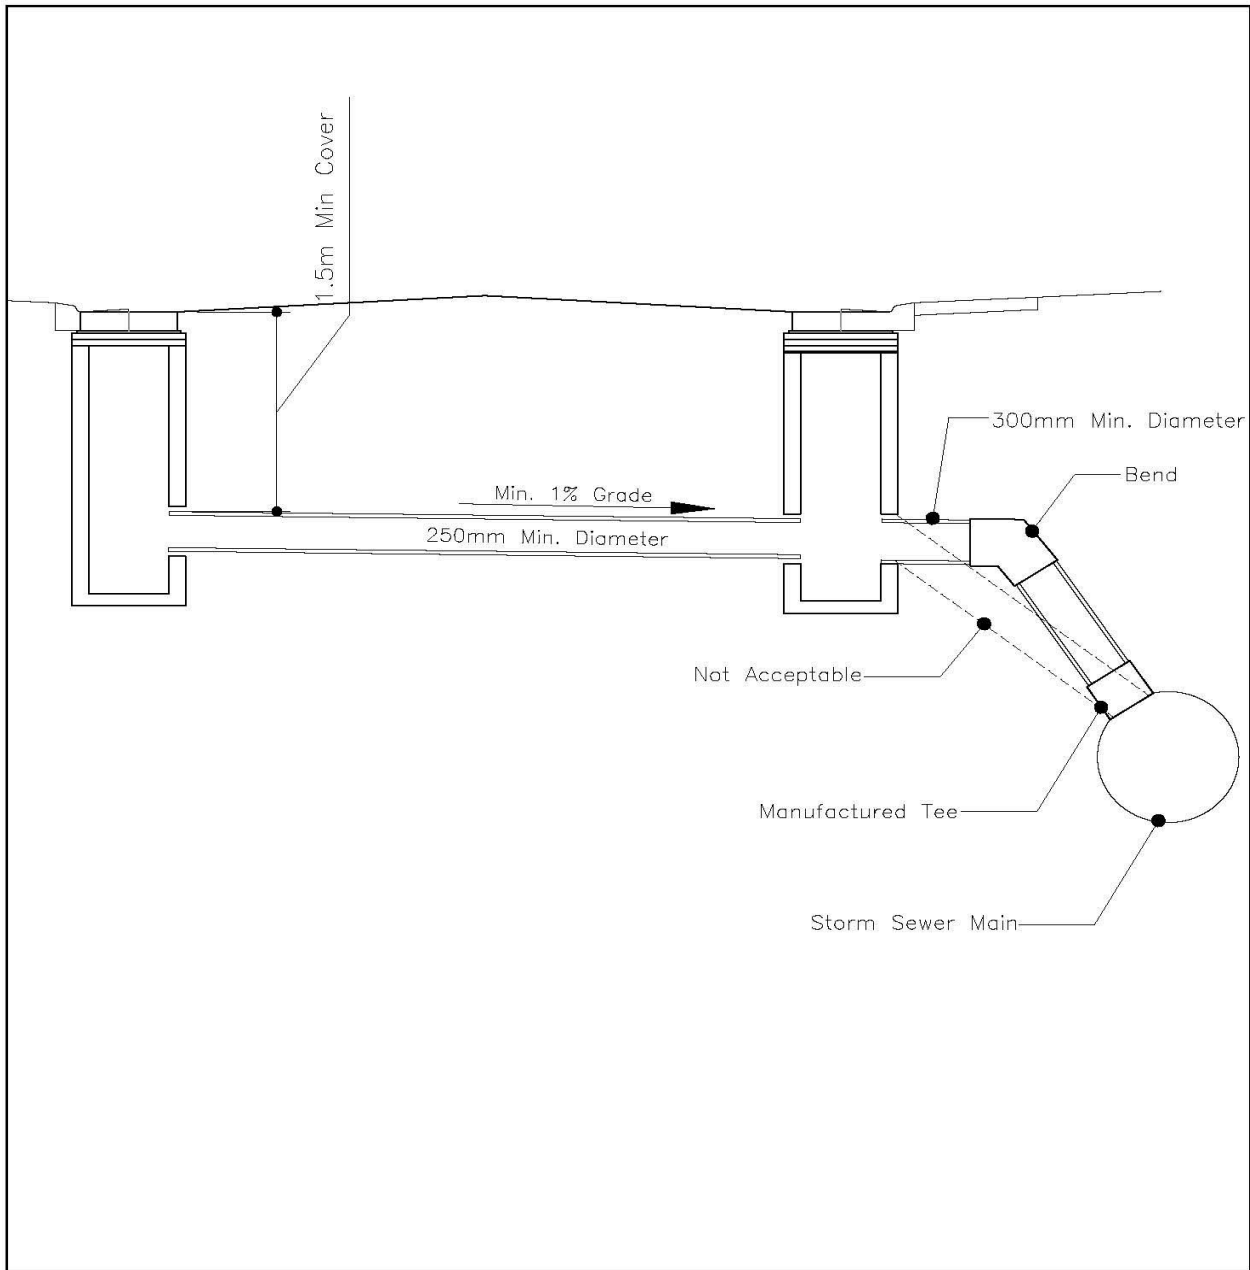 1.5m Min Cover
300mm Min. Diameter
Bend
Min. 1% Grade
250mm Min. Diameter
Not Acceptable
Manufactured Tee
Storm Sewer Main